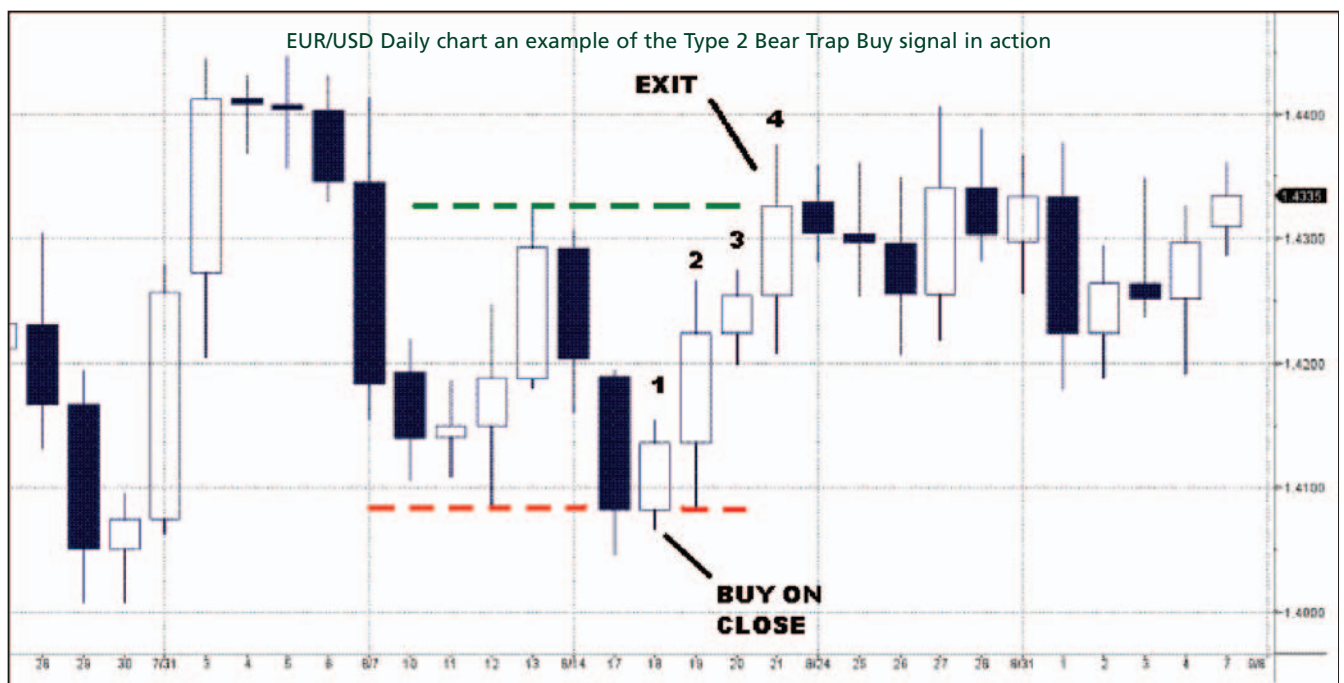 EUR/USD Daily chart an example of the Type 2 Bear Trap Buy signal in action
EXIT
4
1.4400
1.4335
1.4300
3
2
1.4200
1
1.4100
BUY ON
CLOSE
1.4000
28 29 30 7/31 3 4 5 6 8/7 10 11 12 13 8/14 17 18 19 20 21 8/24 25 26 27 28 8/31 1 2 3 4 7 9/8